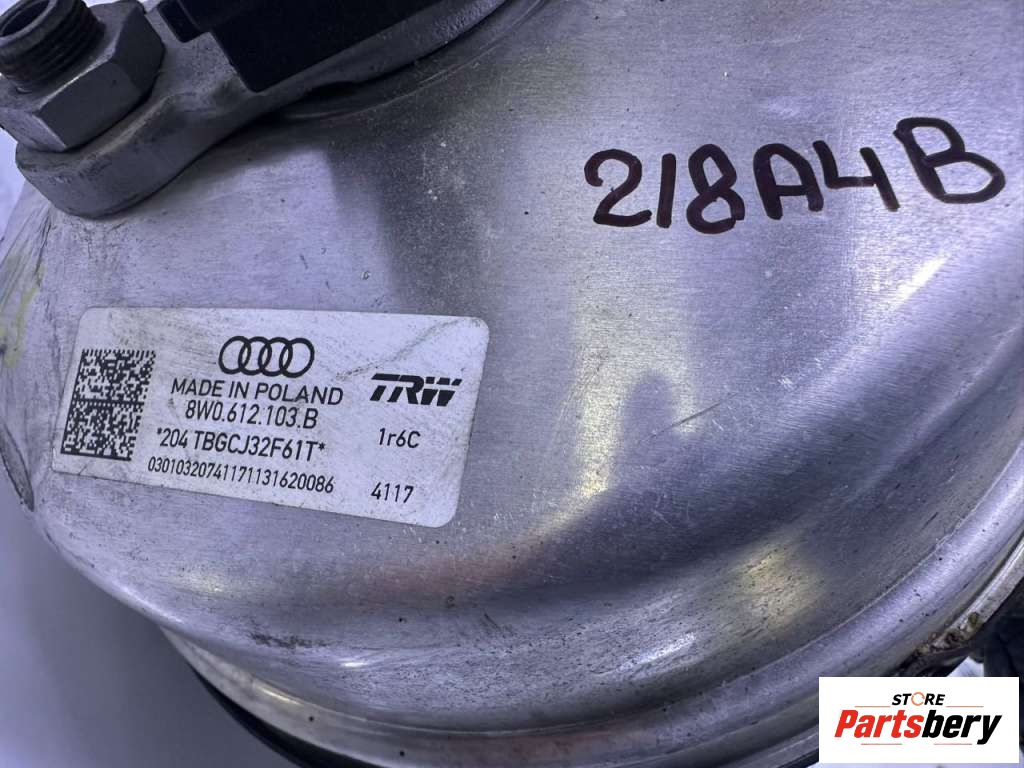 218A4B
MADE IN POLAND
TRW
8W0.612.103.B
1r6C
*204 TBGCJ32F61T*
03010320741171131620086
4117
STORE
Partsbery